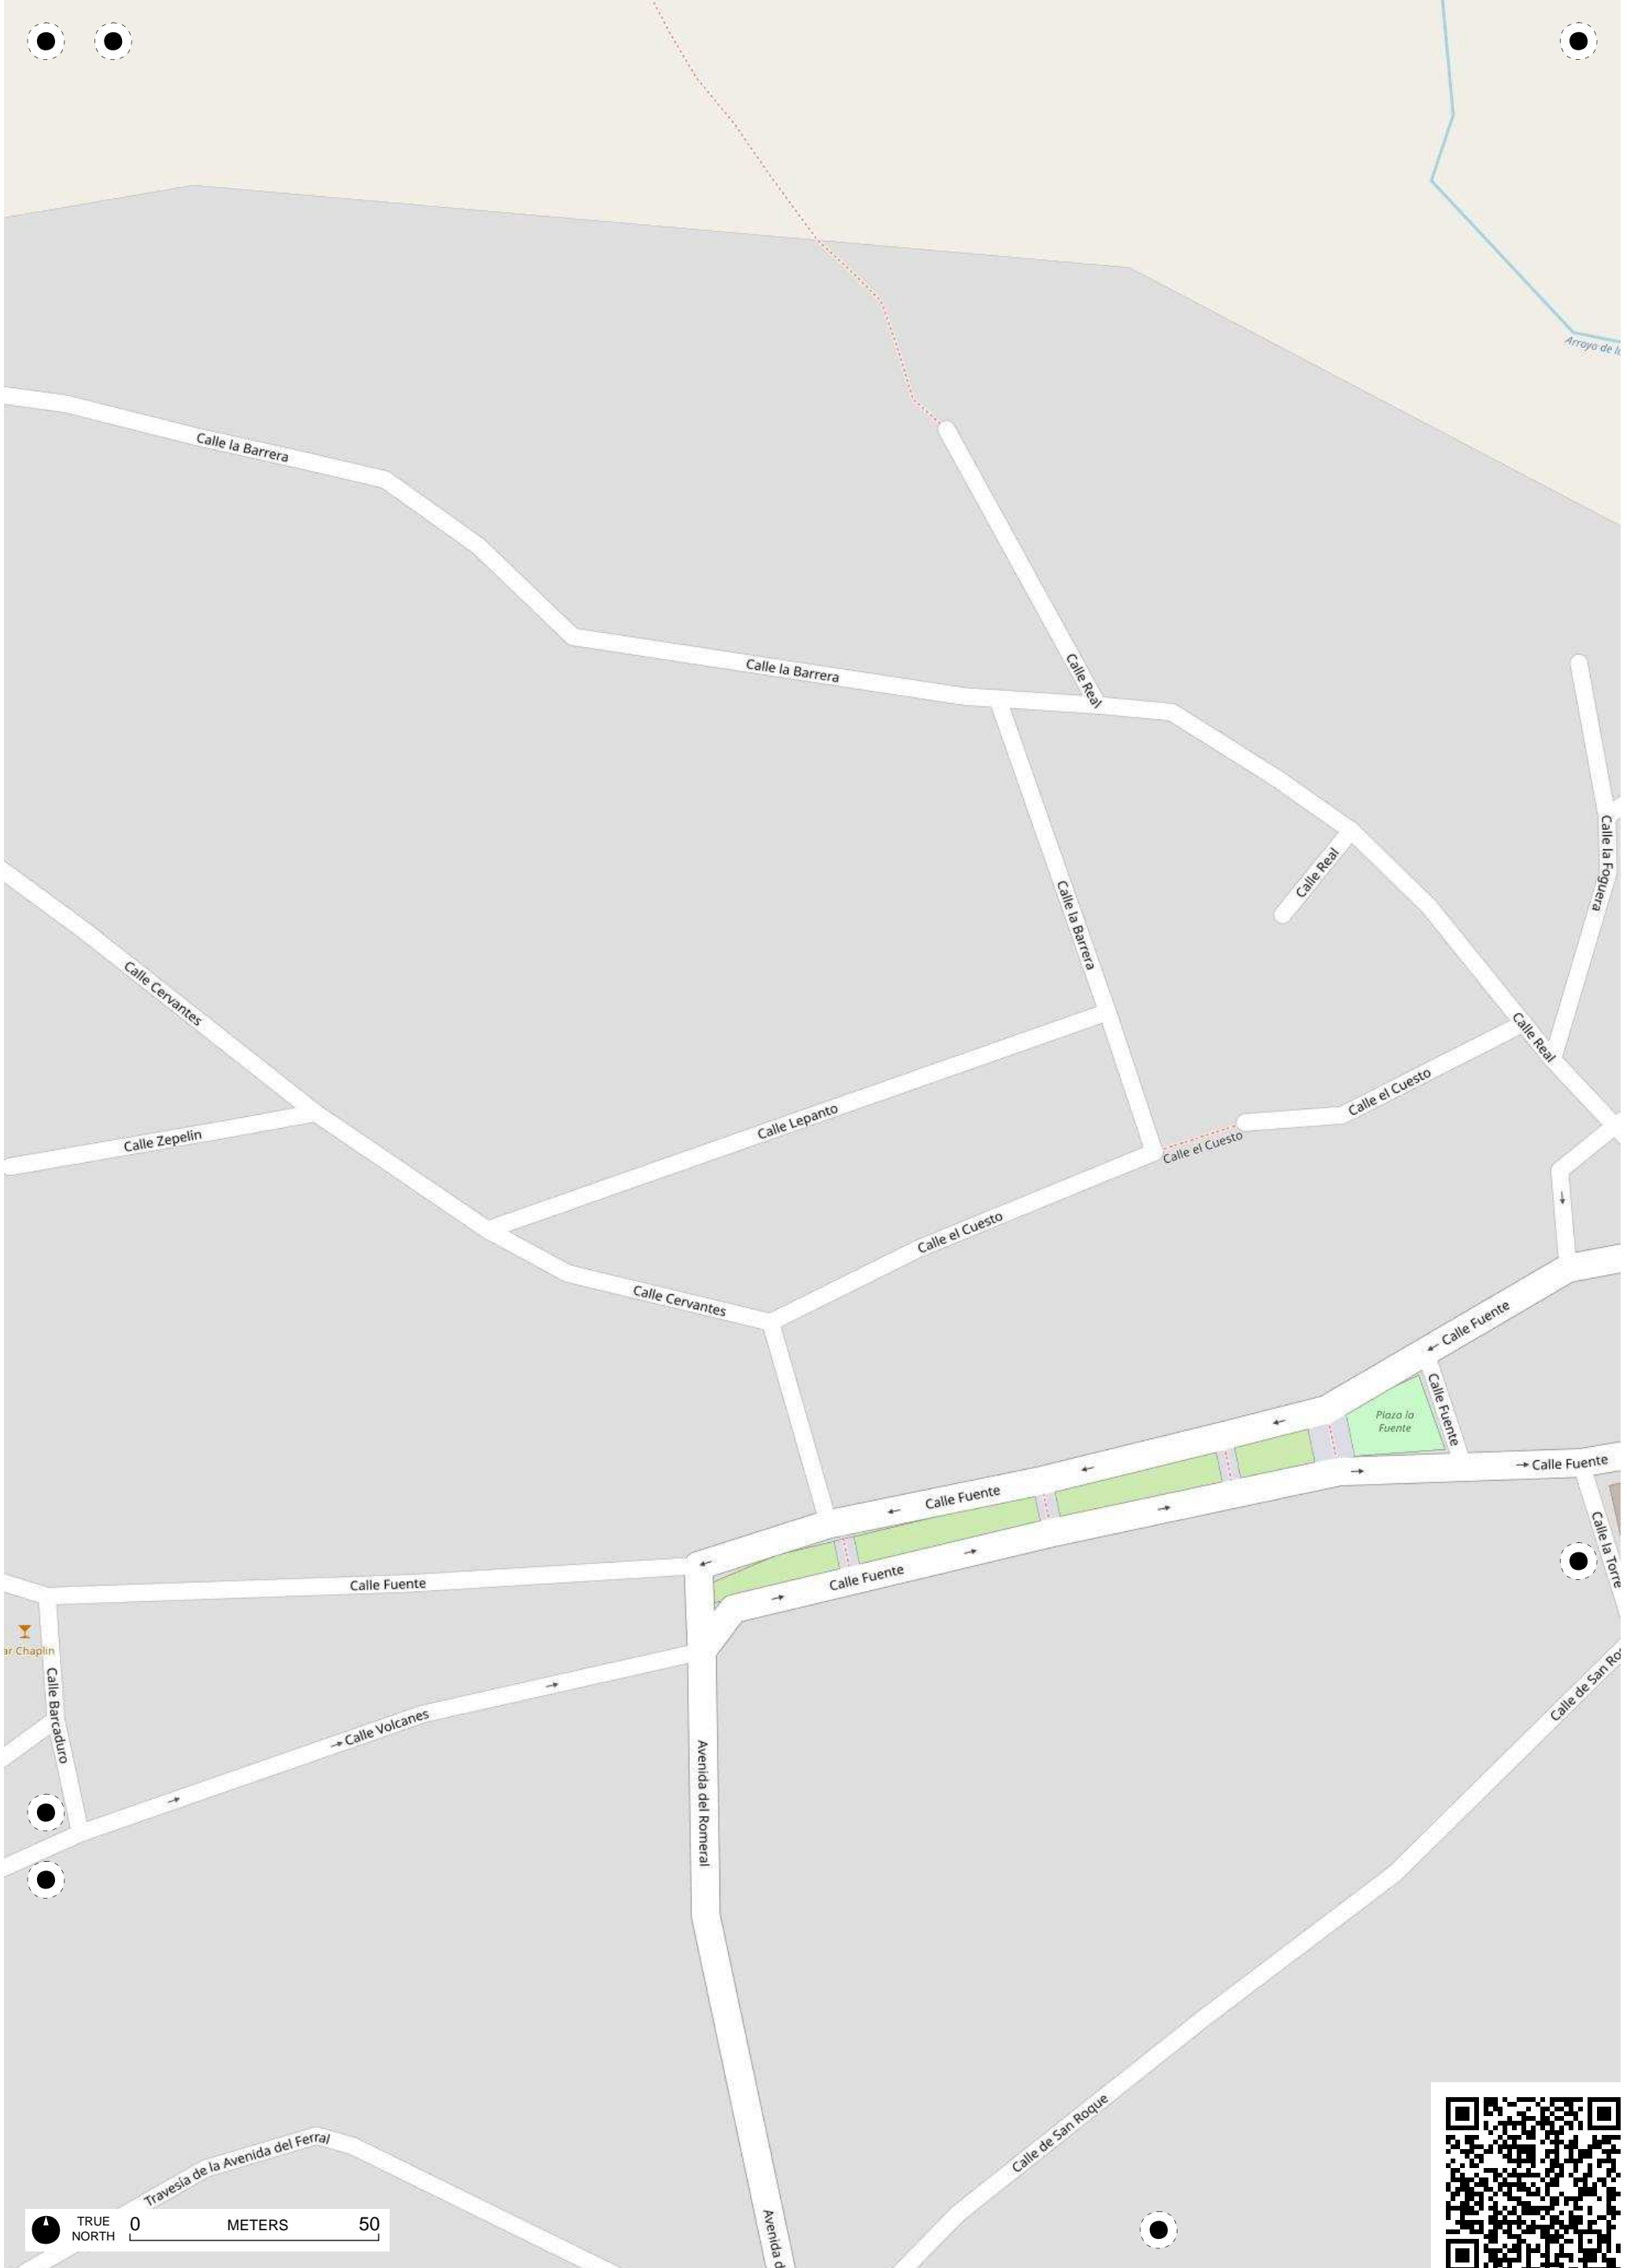 Arroyo de
Calle la Barrera
Calle la Barrera
Calle Real
Calle Real
Calle la Foguera
Calle la Barrera
Calle Cervantes
Calle Real
Calle el Cuesto
Calle Lepanto
Calle Zepelín
Calle el Cuesto
Calle el Cuesto
Calle Cervantes
Calle Fuente
Calle Fuente
Plaza la
Fuente
Calle Fuente
Calle Fuente
Calle la Torre
Calle Fuente
Calle Fuente
ar Chaplin
Calle Barcaduro
Calle de San Ro
Calle Volcanes
Avenida del Romeral
Calle de San Roque
Travesía de la Avenida del Ferral
Avenida d
TRUE
NORTH
0 METERS 50